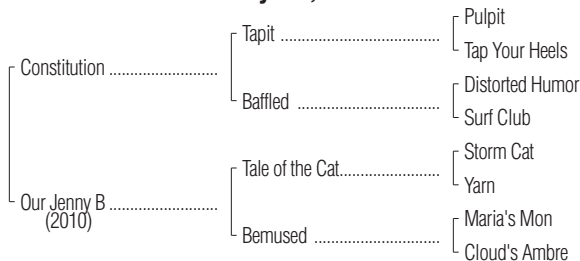 Pulpit
Tapit ..........................................
Tap Your Heels
Constitution ............................
Distorted Humor
Baffled .....................................
Surf Club
Storm Cat
Tale of the Cat.........................
Yarn
Our Jenny B ............................
(2010)
Maria's Mon
Bemused .................................
Cloud's Ambre